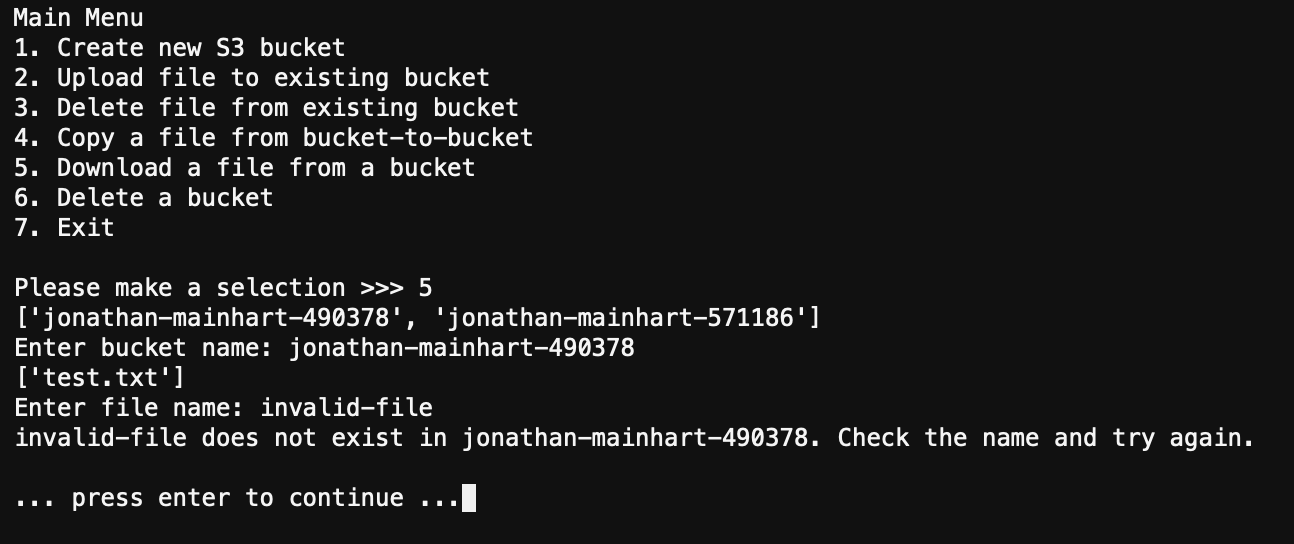 Main Menu
1. Create new S3 bucket
2. Upload file to existing bucket
3. Delete file from existing bucket
4. Copy a file from bucket-to-bucket
5. Download a file from a bucket
6. Delete a bucket
7. Exit
Please make a selection >>> 5
['jonathan-mainhart-490378', 'jonathan-mainhart-571186']
Enter bucket name: jonathan-mainhart-490378
['test.txt']
Enter file name: invalid-file
invalid-file does not exist in jonathan-mainhart-490378. Check the name and try again.
... press enter to continue ...